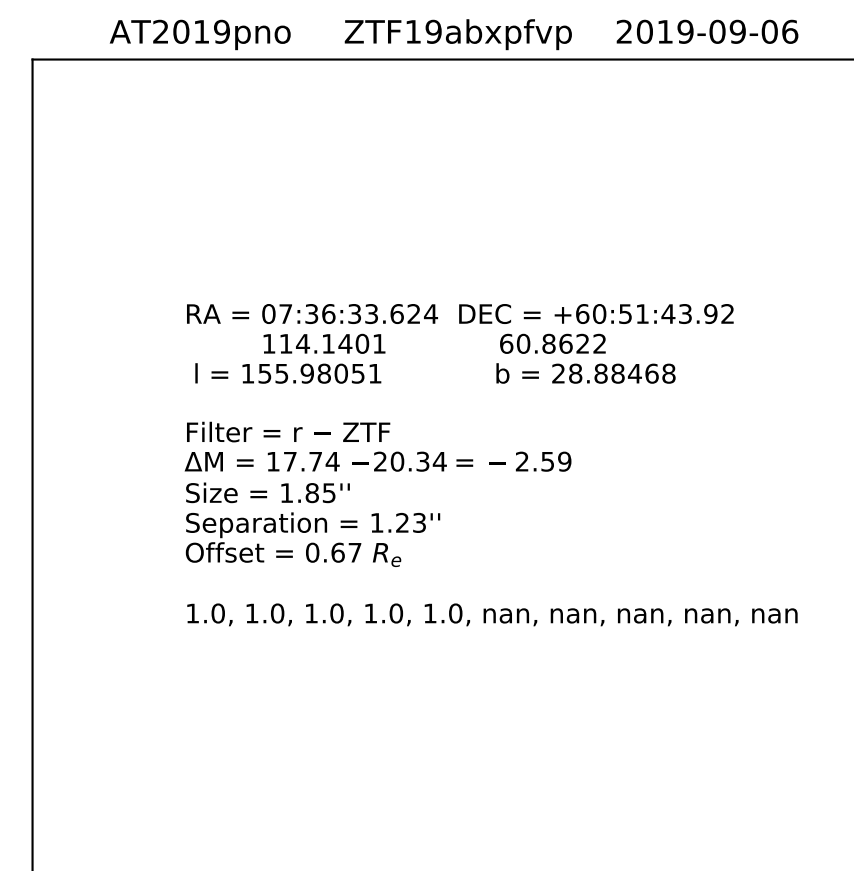 AT2019pno ZTF19abxpfvp 2019-09-06
RA = 07:36:33.624 DEC = +60:51:43.92
114.1401 60.8622
l = 155.98051 b = 28.88468
Filter = r − ZTF
ΔM = 17.74 −20.34 = − 2.59
Size = 1.85''
Separation = 1.23''
Offset = 0.67 Re
1.0, 1.0, 1.0, 1.0, 1.0, nan, nan, nan, nan, nan